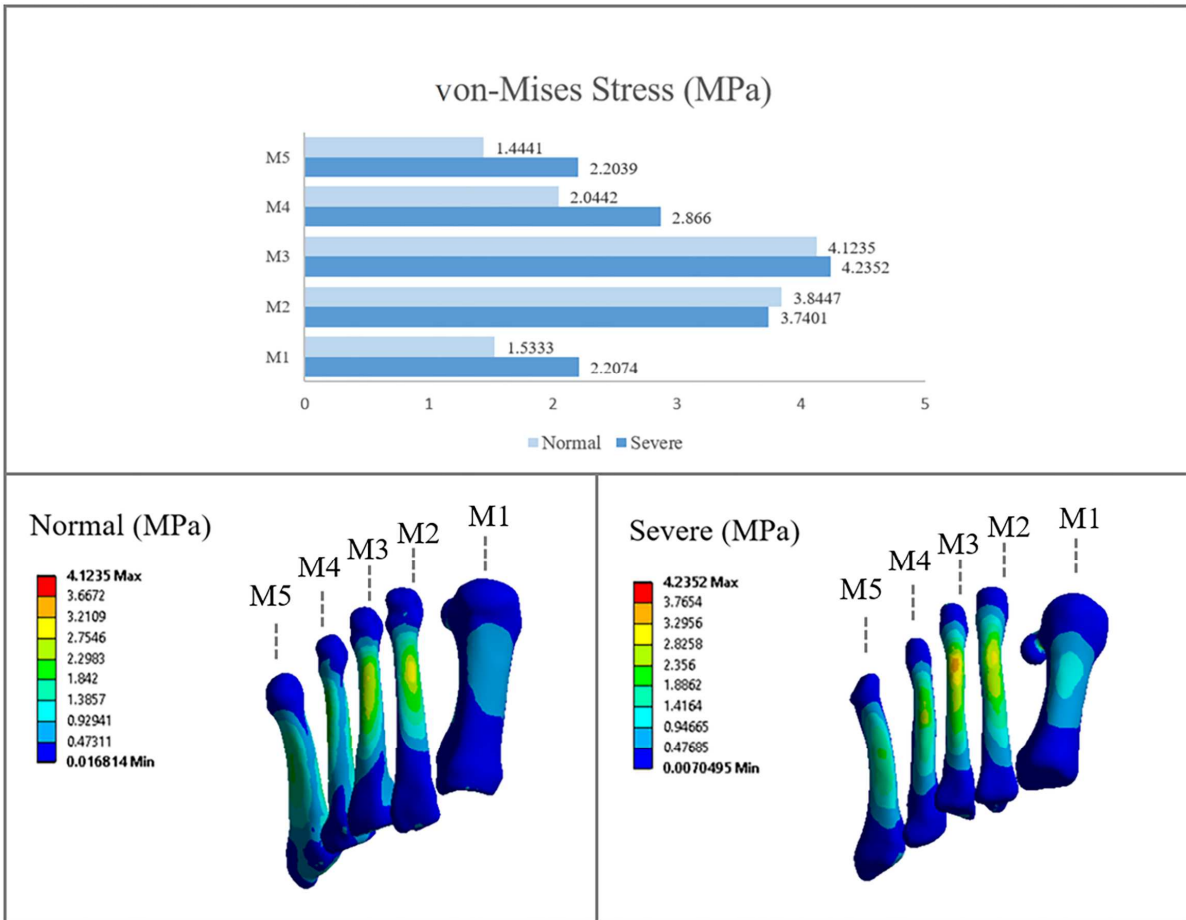 von-Mises Stress (MPa)
M5
1.4441
2.2039
M4
2.0442
2.866
M3
4.1235
4.2352
M2
3.8447
3.7401
M1
1.5333
2.2074
0 1 2 3 4 5
Normal Severe
Normal (MPa)
4.1235 Max
3.6672
3.2109
2.7546
2.2983
1.842
1.3857
0.92941
0.47311
0.016814 Min
M5
M4
M3
M2
M1
Severe (MPa)
4.2352 Max
3.7654
3.2956
2.8258
2.356
1.8862
1.4164
0.94665
0.47685
0.0070495 Min
M5
M4
M3
M2
M1